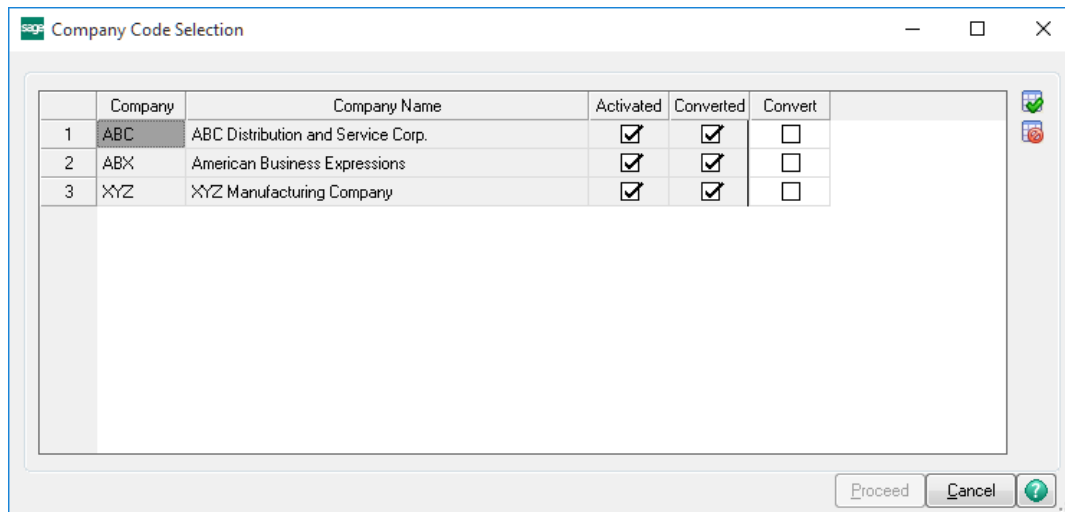 sage Company Code Selection
Company Company Name Activated Converted Convert
1 ABC ABC Distribution and Service Corp.
2 ABX American Business Expressions
3 XYZ XYZ Manufacturing Company
Proceed Cancel ?